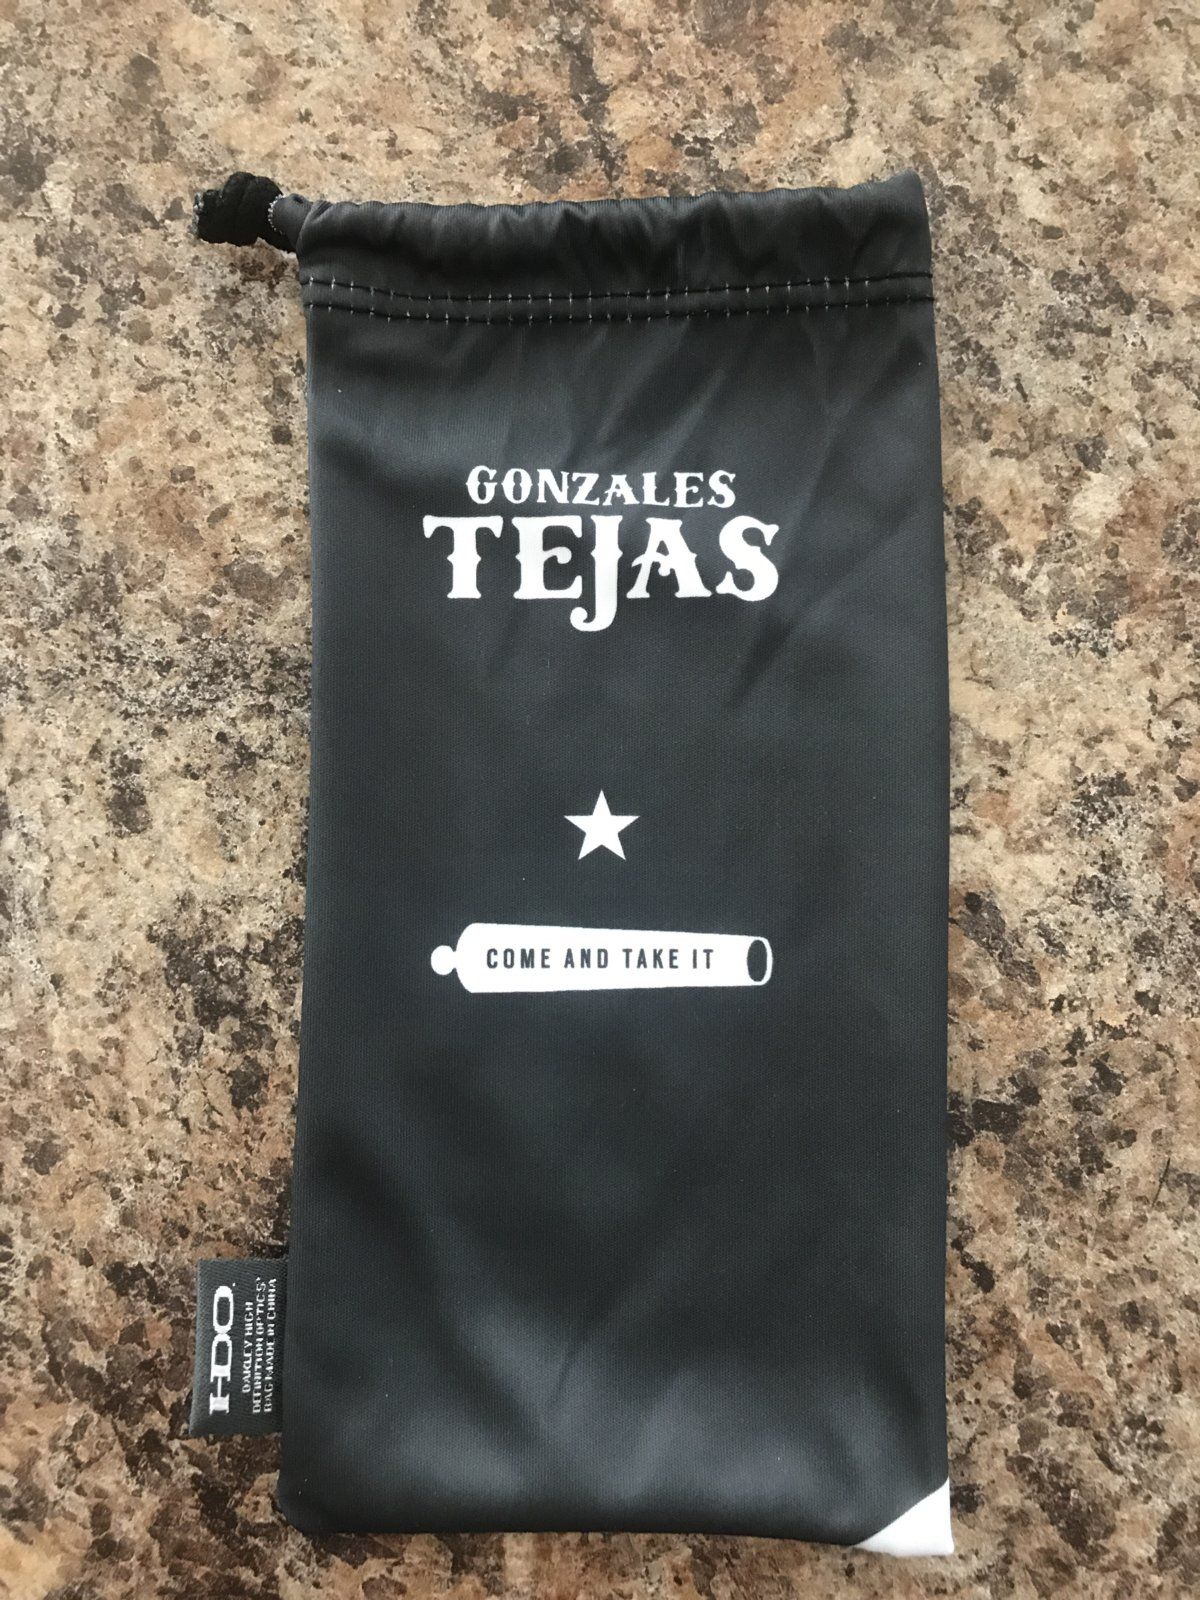 GONZALES
TEJAS
COME AND TAKE IT
HDO
OAKLEY HIGH
DEFINITION OPTICS
BAG MADE IN CHINA